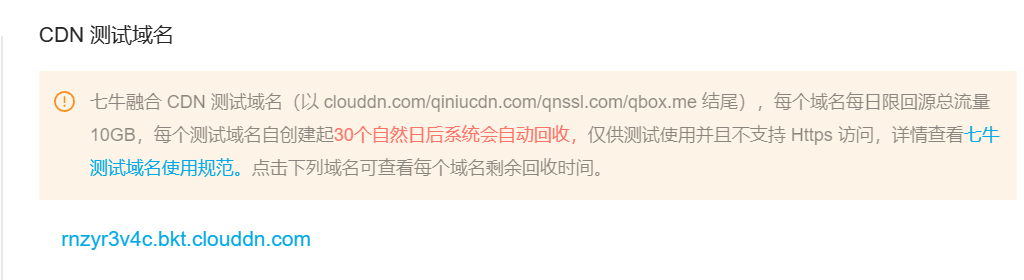 CDN 测试域名
七牛融合 CDN 测试域名（以 clouddn.com/qiniucdn.com/qnssl.com/qbox.me 结尾），每个域名每日限回源总流量
10GB，每个测试域名自创建起30个自然日后系统会自动回收，仅供测试使用并且不支持 Https 访问，详情查看七牛
测试域名使用规范。点击下列域名可查看每个域名剩余回收时间。
rnzyr3v4c.bkt.clouddn.com